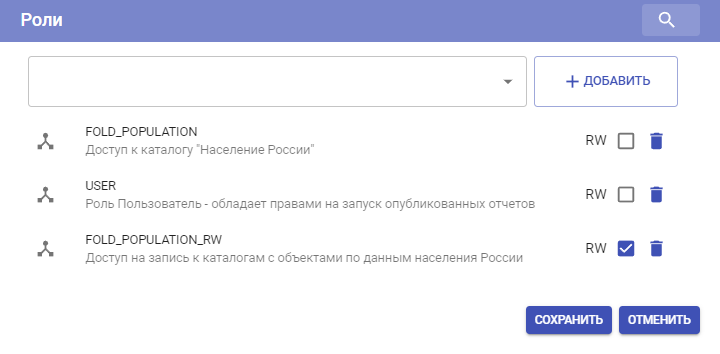 Роли
ДОБАВИТЬ
FOLD_POPULATION
RW
Доступ к каталогу "Население России"
USER
RW
Роль Пользователь - обладает правами на запуск опубликованных отчетов
FOLD_POPULATION_RW
RW
Доступ на запись к каталогам с объектами по данным населения России
СОХРАНИТЬ
ОТМЕНИТЬ